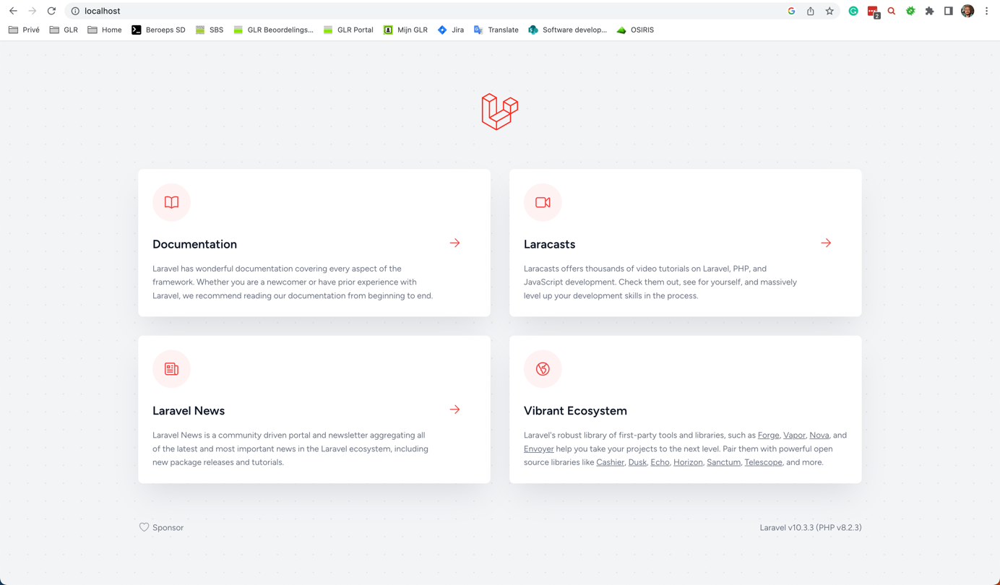 localhost
2
Privé GLR Home Beroeps SD SBS GLR Beoordelings... GLR Portal Mijn GLR Jira Translate Software develop... OSIRIS
Documentation
Laravel has wonderful documentation covering every aspect of the
framework. Whether you are a newcomer or have prior experience with
Laravel, we recommend reading our documentation from beginning to end.
Laracasts
Laracasts offers thousands of video tutorials on Laravel, PHP, and
JavaScript development. Check them out, see for yourself, and massively
level up your development skills in the process.
Laravel News
Laravel News is a community driven portal and newsletter aggregating all
of the latest and most important news in the Laravel ecosystem, including
new package releases and tutorials.
Vibrant Ecosystem
Laravel's robust library of first-party tools and libraries, such as Forge, Vapor, Nova, and
Envoyer help you take your projects to the next level. Pair them with powerful open
source libraries like Cashier, Dusk, Echo, Horizon, Sanctum, Telescope, and more.
Sponsor
Laravel v10.3.3 (PHP v8.2.3)